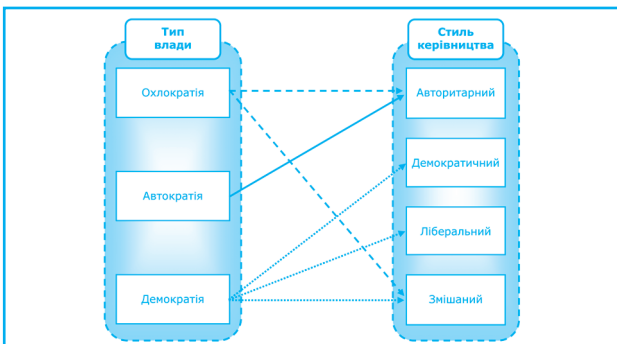 Тип
влади
Стиль
керівництва
Охлократія
Авторитарний
Демократичний
Автократія
Ліберальний
Демократія
Змішаний